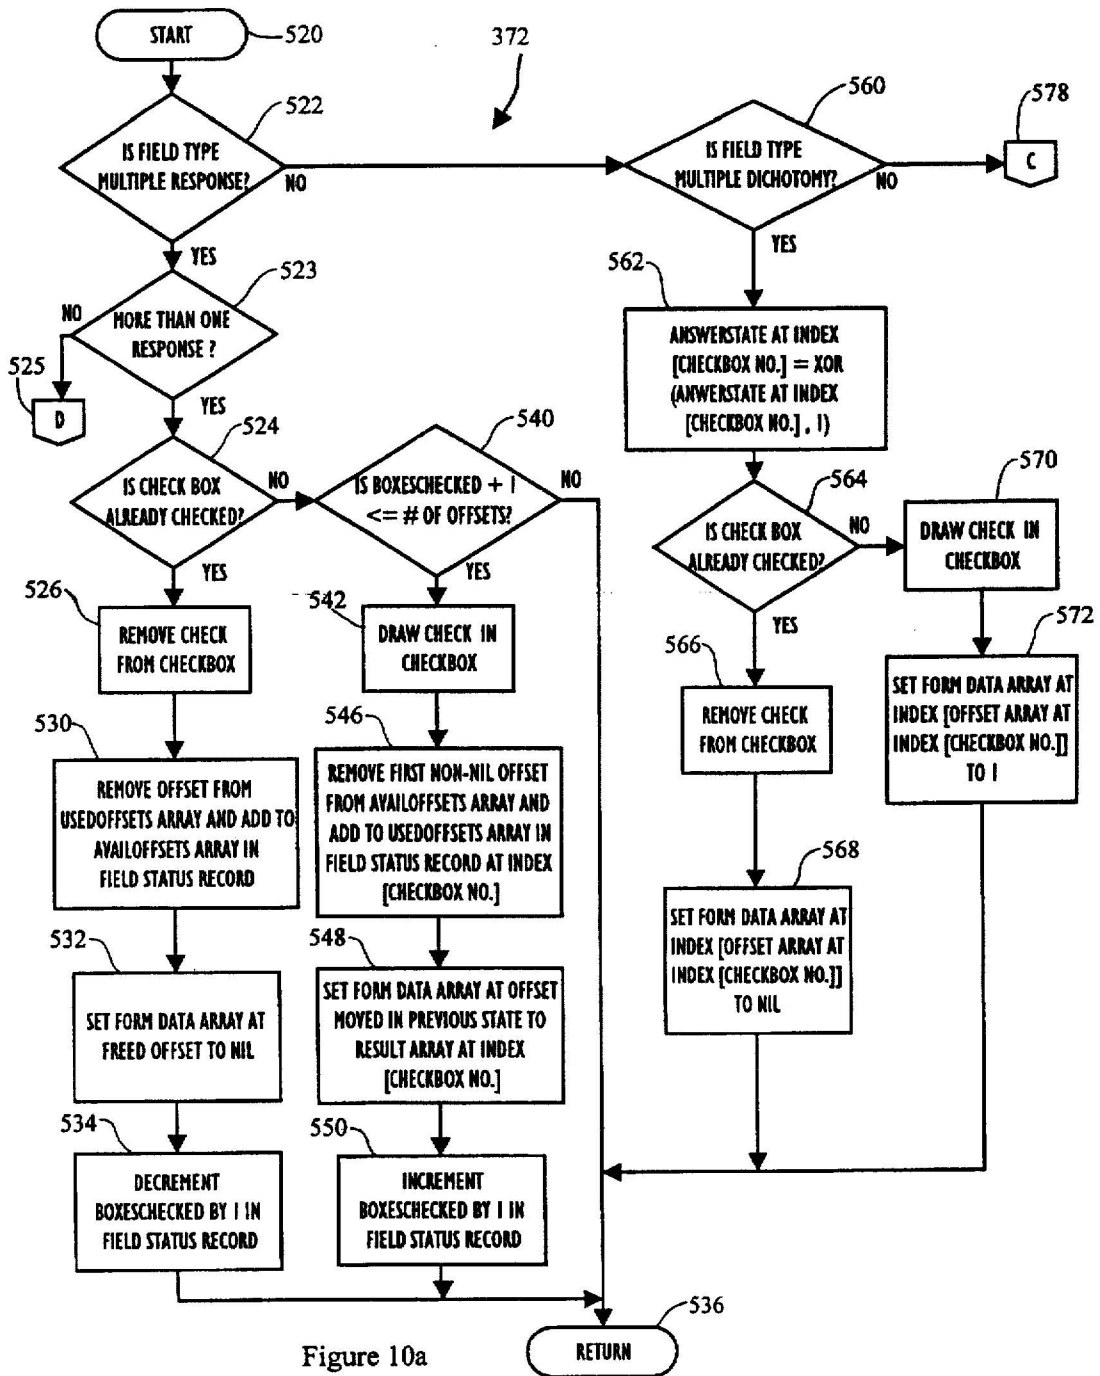 START
520
372
522
IS FIELD TYPE
MULTIPLE RESPONSE?
NO
YES
560
IS FIELD TYPE
MULTIPLE DICHOTOMY?
NO
YES
578
C
523
MORE THAN ONE
RESPONSE ?
NO
YES
525
D
524
IS CHECK BOX
ALREADY CHECKED?
NO
YES
540
IS BOXESCHECKED + 1
<= # OF OFFSETS?
NO
YES
526
REMOVE CHECK
FROM CHECKBOX
530
REMOVE OFFSET FROM
USEDOFFSETS ARRAY AND ADD TO
AVAILOFFSETS ARRAY IN
FIELD STATUS RECORD
532
SET FORM DATA ARRAY AT
FREED OFFSET TO NIL
534
DECREMENT
BOXESCHECKED BY 1 IN
FIELD STATUS RECORD
542
DRAW CHECK IN
CHECKBOX
546
REMOVE FIRST NON-NIL OFFSET
FROM AVAILOFFSETS ARRAY AND
ADD TO USEDOFFSETS ARRAY IN
FIELD STATUS RECORD AT INDEX
[CHECKBOX NO.]
548
SET FORM DATA ARRAY AT OFFSET
MOVED IN PREVIOUS STATE TO
RESULT ARRAY AT INDEX
[CHECKBOX NO.]
550
INCREMENT
BOXESCHECKED BY 1 IN
FIELD STATUS RECORD
562
ANSWERSTATE AT INDEX
[CHECKBOX NO.] = XOR
(ANWERSTATE AT INDEX
[CHECKBOX NO.] , 1)
564
IS CHECK BOX
ALREADY CHECKED?
NO
YES
570
DRAW CHECK IN
CHECKBOX
572
SET FORM DATA ARRAY AT
INDEX [OFFSET ARRAY AT
INDEX [CHECKBOX NO.]]
TO 1
566
REMOVE CHECK
FROM CHECKBOX
568
SET FORM DATA ARRAY AT
INDEX [OFFSET ARRAY AT
INDEX [CHECKBOX NO.]]
TO NIL
536
RETURN
Figure 10a